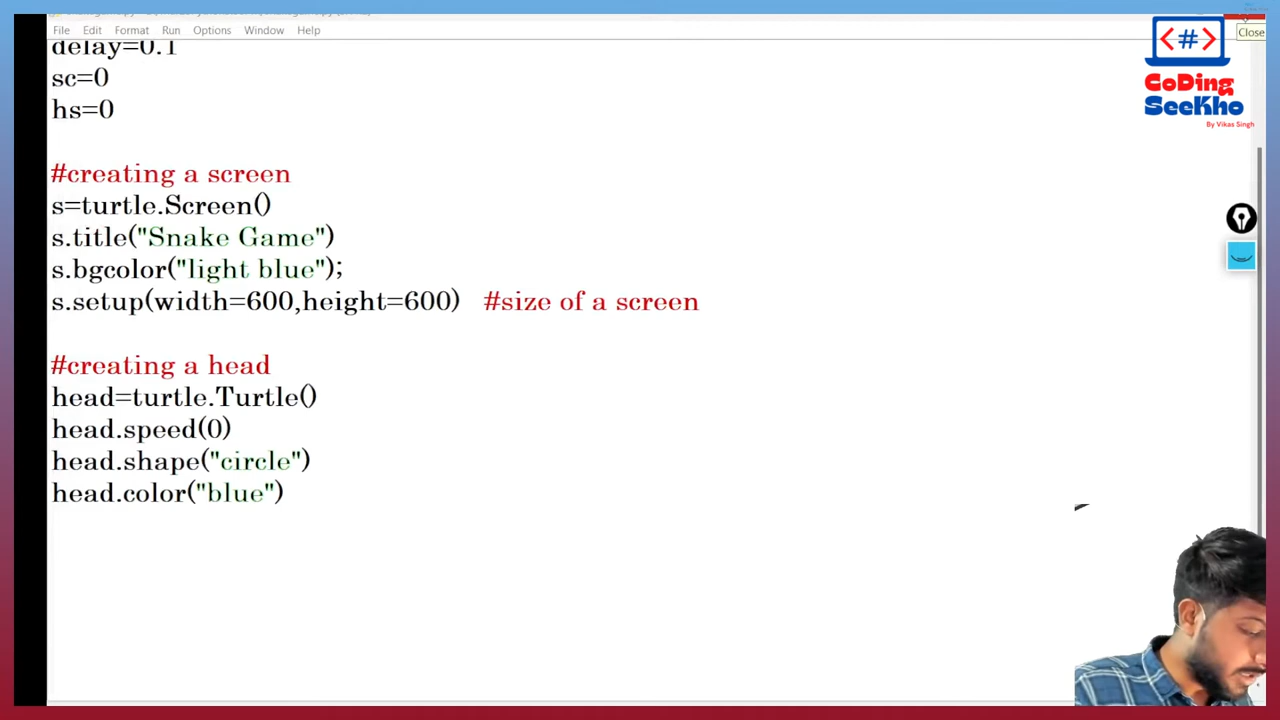 File Edit Format Run Options Window Help
Close
<#>
CoDing
SeeKho
By Vikas Singh
delay=0.1
sc=0
hs=0
#creating a screen
s=turtle.Screen()
s.title("Snake Game")
s.bgcolor("light blue");
s.setup(width=600,height=600) #size of a screen
#creating a head
head=turtle.Turtle()
head.speed(0)
head.shape("circle")
head.color("blue")